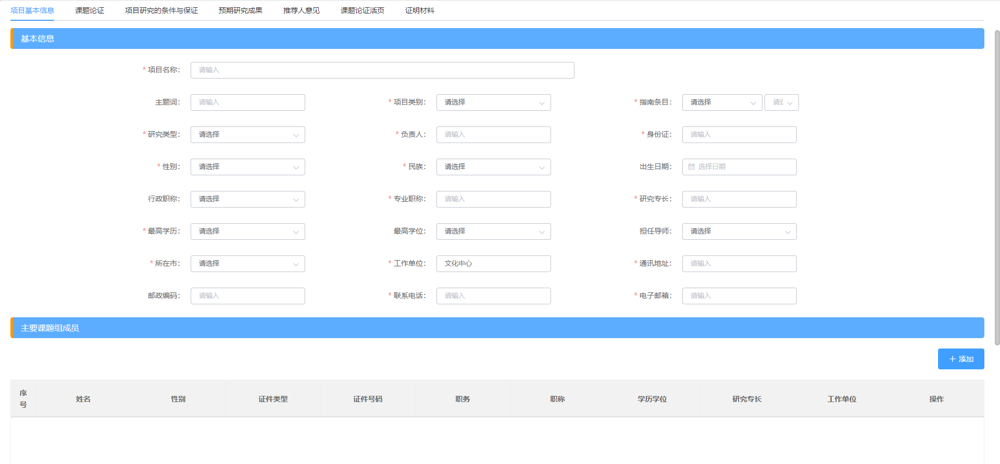 项目基本信息 课题论证 项目研究的条件与保证 预期研究成果 推荐人意见 课题论证活页 证明材料
基本信息
* 项目名称： 请输入
主题词： 请输入 * 项目类别： 请选择 * 指南条目： 请选择 请
* 研究类型： 请选择 * 负责人： 请输入 * 身份证： 请输入
* 性别： 请选择 * 民族： 请选择 出生日期： 选择日期
行政职称： 请选择 * 专业职称： 请输入 * 研究专长： 请输入
* 最高学历： 请选择 最高学位： 请选择 担任导师： 请选择
* 所在市： 请选择 * 工作单位： 文化中心 * 通讯地址： 请输入
邮政编码： 请输入 * 联系电话： 请输入 * 电子邮箱： 请输入
主要课题组成员
+ 添加
序号 姓名 性别 证件类型 证件号码 职务 职称 学历学位 研究专长 工作单位 操作